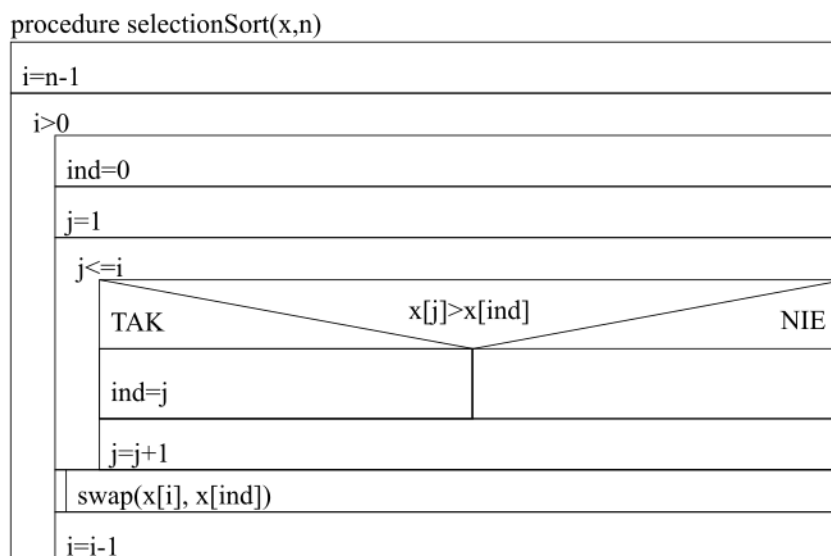 procedure selectionSort(x,n)
i=n-1
i>0
ind=0
j=1
j<=i
x[j]>x[ind]
TAK
NIE
ind=j
j=j+1
swap(x[i], x[ind])
i=i-1